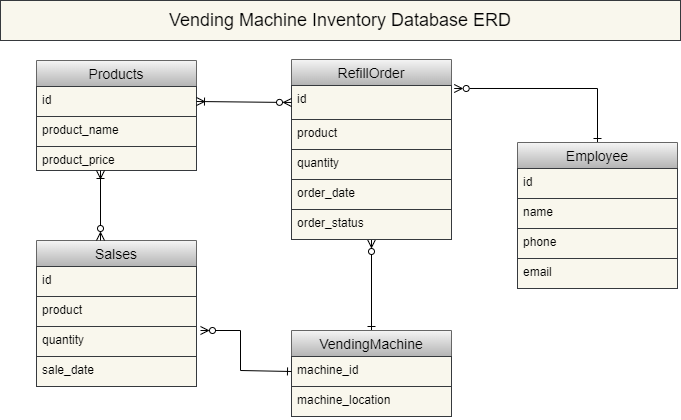 Vending Machine Inventory Database ERD
Products
id
product_name
product_price
RefillOrder
id
product
quantity
order_date
order_status
Employee
id
name
phone
email
Salses
id
product
quantity
sale_date
VendingMachine
machine_id
machine_location